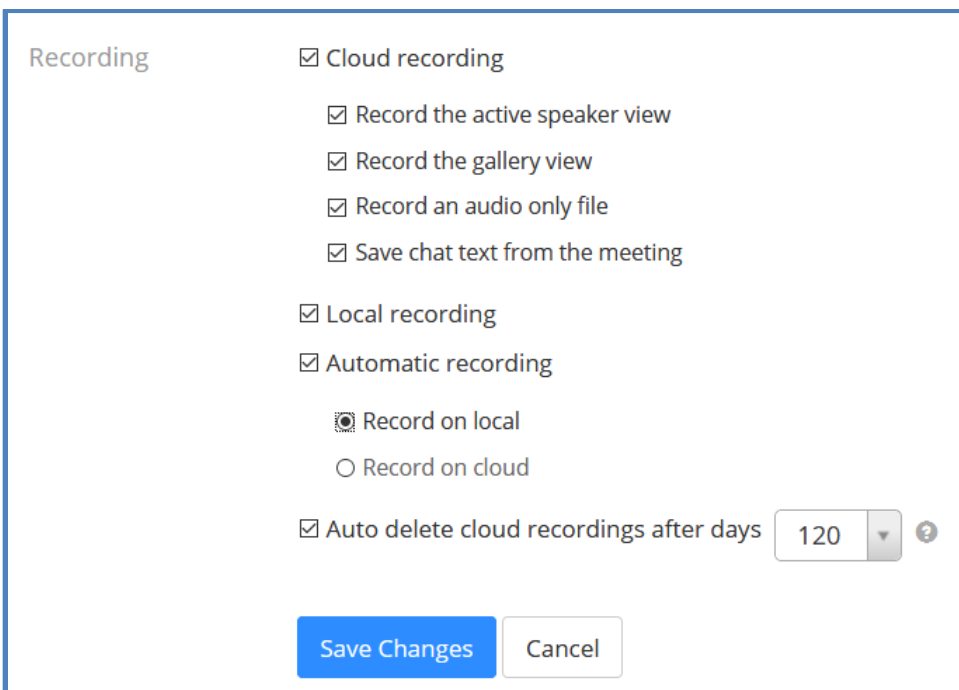 Recording
Cloud recording
Record the active speaker view
Record the gallery view
Record an audio only file
Save chat text from the meeting
Local recording
Automatic recording
Record on local
Record on cloud
Auto delete cloud recordings after days 120 ?
Save Changes Cancel